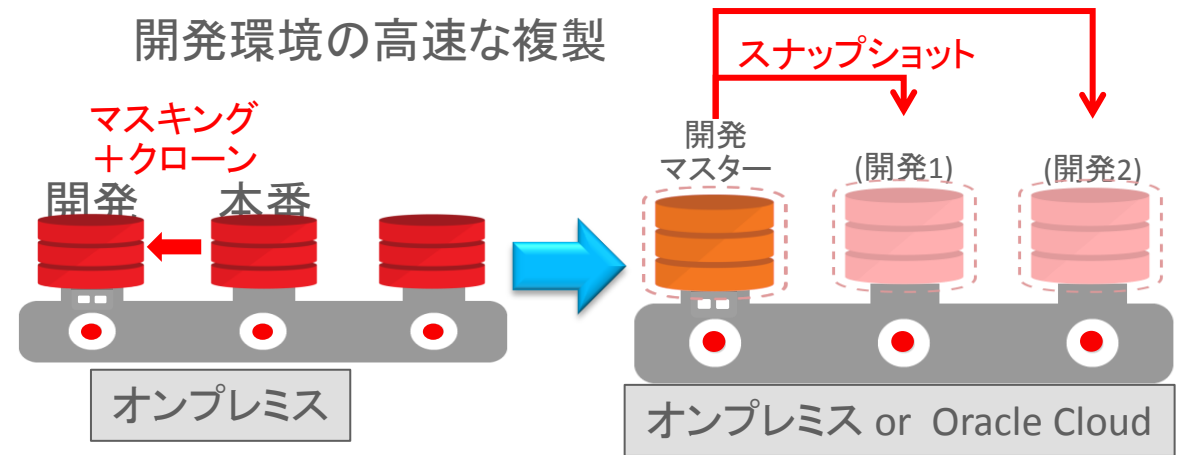 開発環境の高速な複製
マスキング
＋クローン
開発
本番
オンプレミス
スナップショット
開発
マスター
(開発1)
(開発2)
オンプレミス or Oracle Cloud